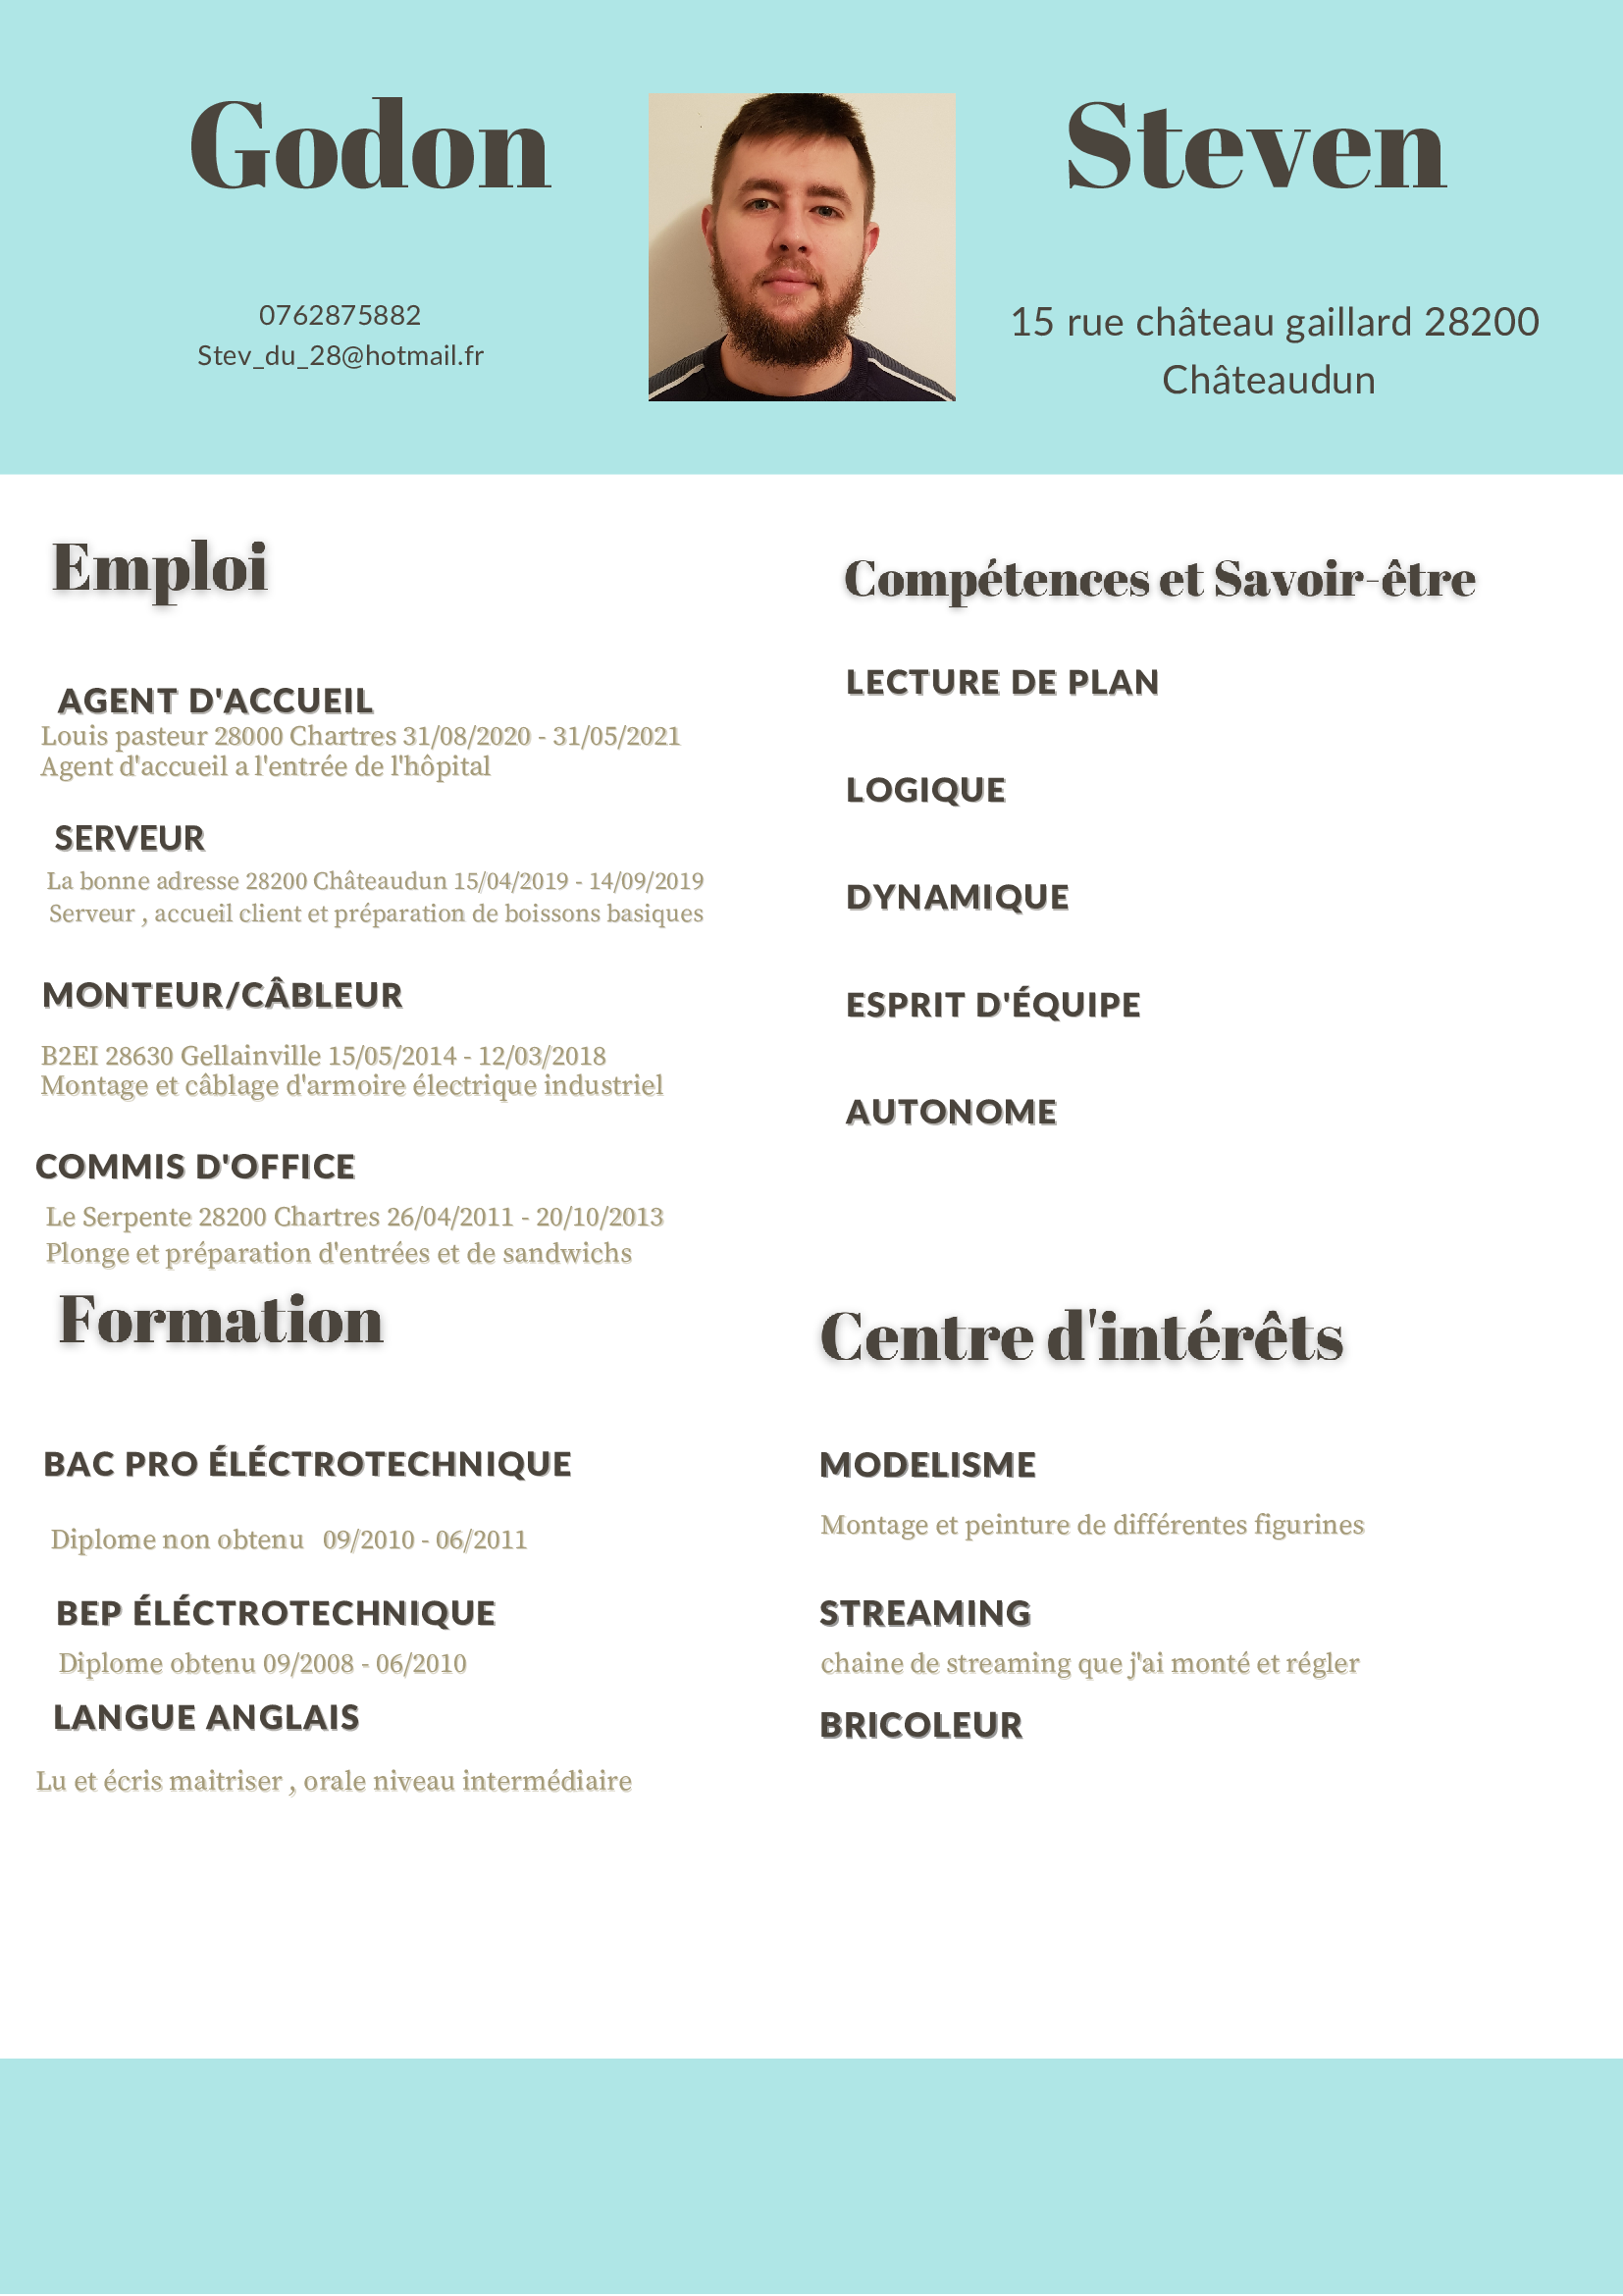 Godon
Steven
0762875882
Stev_du_28@hotmail.fr
15 rue château gaillard 28200
Châteaudun
Emploi
AGENT D'ACCUEIL
Louis pasteur 28000 Chartres 31/08/2020 - 31/05/2021
Agent d'accueil a l'entrée de l'hôpital
SERVEUR
La bonne adresse 28200 Châteaudun 15/04/2019 - 14/09/2019
Serveur , accueil client et préparation de boissons basiques
MONTEUR/CÂBLEUR
B2EI 28630 Gellainville 15/05/2014 - 12/03/2018
Montage et câblage d'armoire électrique industriel
COMMIS D'OFFICE
Le Serpente 28200 Chartres 26/04/2011 - 20/10/2013
Plonge et préparation d'entrées et de sandwichs
Compétences et Savoir-être
LECTURE DE PLAN
LOGIQUE
DYNAMIQUE
ESPRIT D'ÉQUIPE
AUTONOME
Formation
BAC PRO ÉLÉCTROTECHNIQUE
Diplome non obtenu 09/2010 - 06/2011
BEP ÉLÉCTROTECHNIQUE
Diplome obtenu 09/2008 - 06/2010
LANGUE ANGLAIS
Lu et écris maitriser , orale niveau intermédiaire
Centre d'intérêts
MODELISME
Montage et peinture de différentes figurines
STREAMING
chaine de streaming que j'ai monté et régler
BRICOLEUR